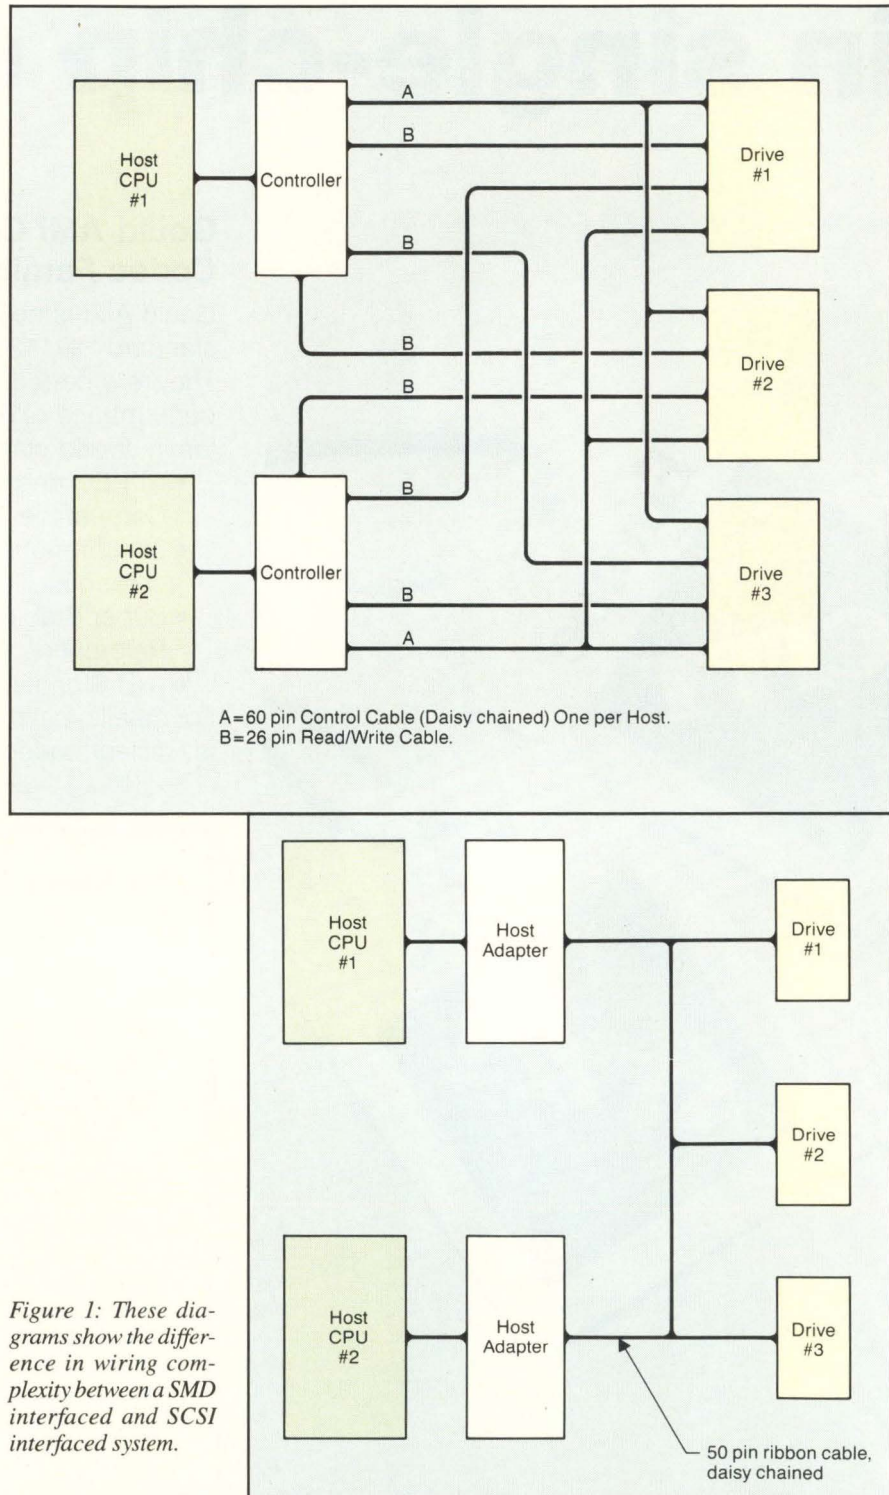 A
B
Host
CPU
#1
Controller
Drive
#1
B
B
Drive
#2
B
B
Host
CPU
#2
Controller
Drive
#3
B
A
A=60 pin Control Cable (Daisy chained) One per Host.
B=26 pin Read/Write Cable.
Host
CPU
#1
Host
Adapter
Drive
#1
Drive
#2
Host
CPU
#2
Host
Adapter
Drive
#3
50 pin ribbon cable,
daisy chained
Figure 1: These dia-
grams show the differ-
ence in wiring com-
plexity between a SMD
interfaced and SCSI
interfaced system.